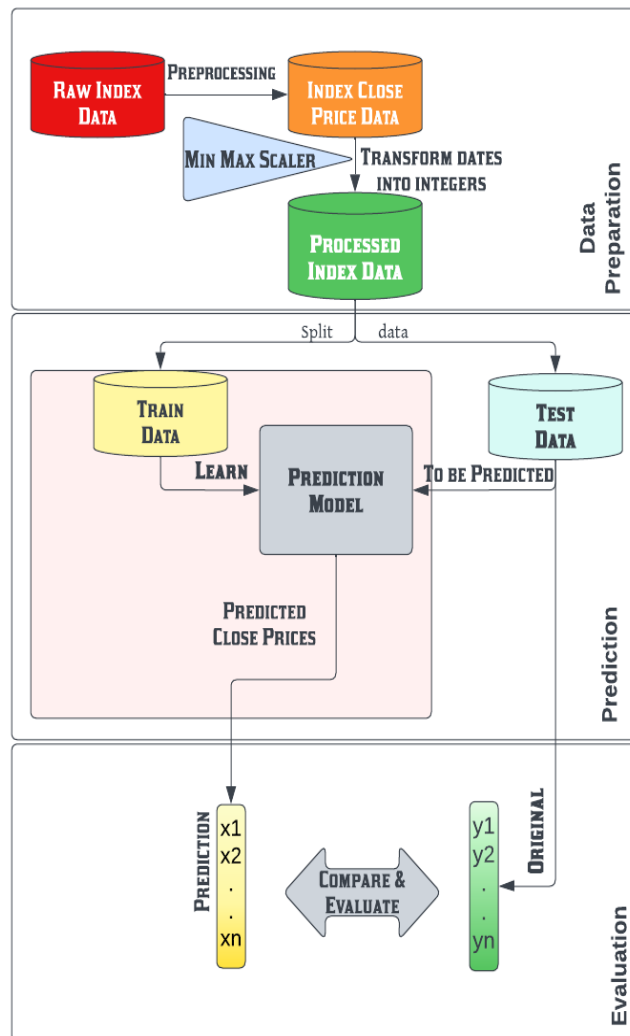 Preprocessing
Raw Index
Data
Index Close
Price Data
Min Max Scaler
Transform dates
into integers
Processed
Index Data
Data
Preparation
Split data
Train
Data
Test
Data
Learn
Prediction
Model
To be Predicted
Predicted
Close Prices
Prediction
Prediction
x1
x2
.
.
xn
Compare &
Evaluate
y1
y2
.
.
yn
Original
Evaluation